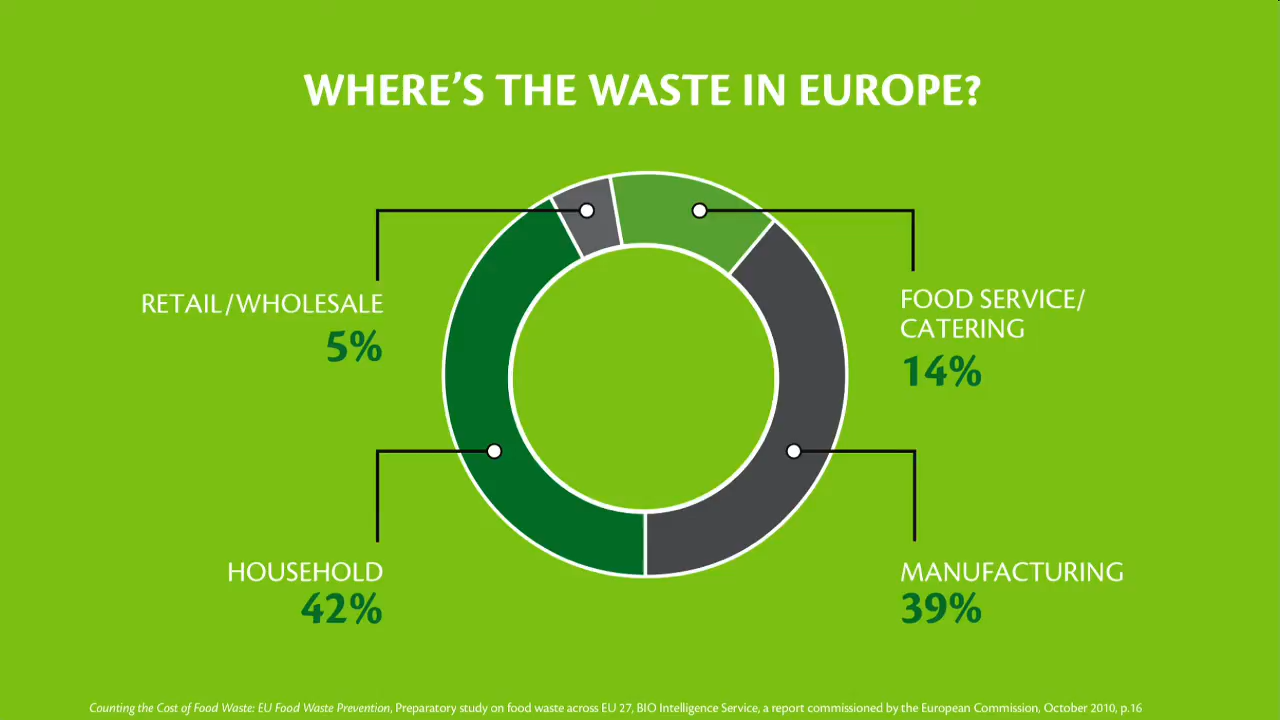 WHERE'S THE WASTE IN EUROPE?
RETAIL/WHOLESALE
5%
FOOD SERVICE/
CATERING
14%
HOUSEHOLD
42%
MANUFACTURING
39%
Counting the Cost of Food Waste: EU Food Waste Prevention, Preparatory study on food waste across EU 27, BIO Intelligence Service, a report commissioned by the European Commission, October 2010, p.16